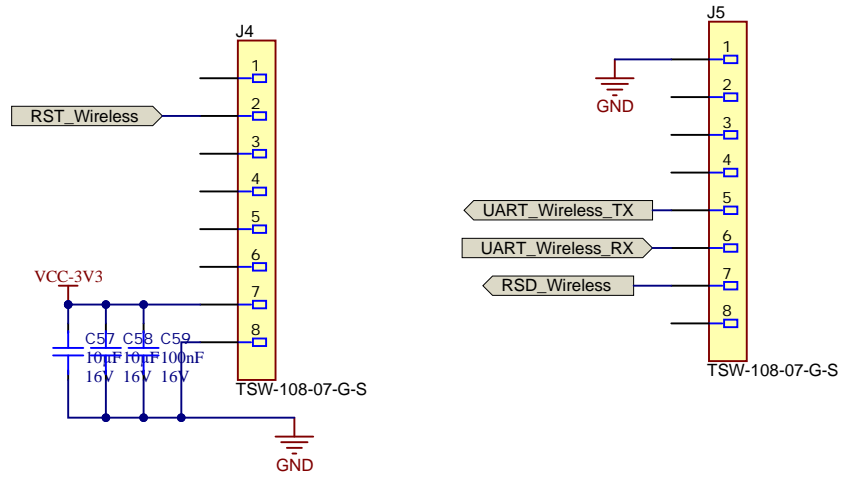 J4
1
2
3
4
5
6
7
8
RST_Wireless
VCC-3V3
C57
10µF
16V
C58
10µF
16V
C59
100nF
16V
TSW-108-07-G-S
GND
J5
1
2
3
4
5
6
7
8
GND
UART_Wireless_TX
UART_Wireless_RX
RSD_Wireless
TSW-108-07-G-S